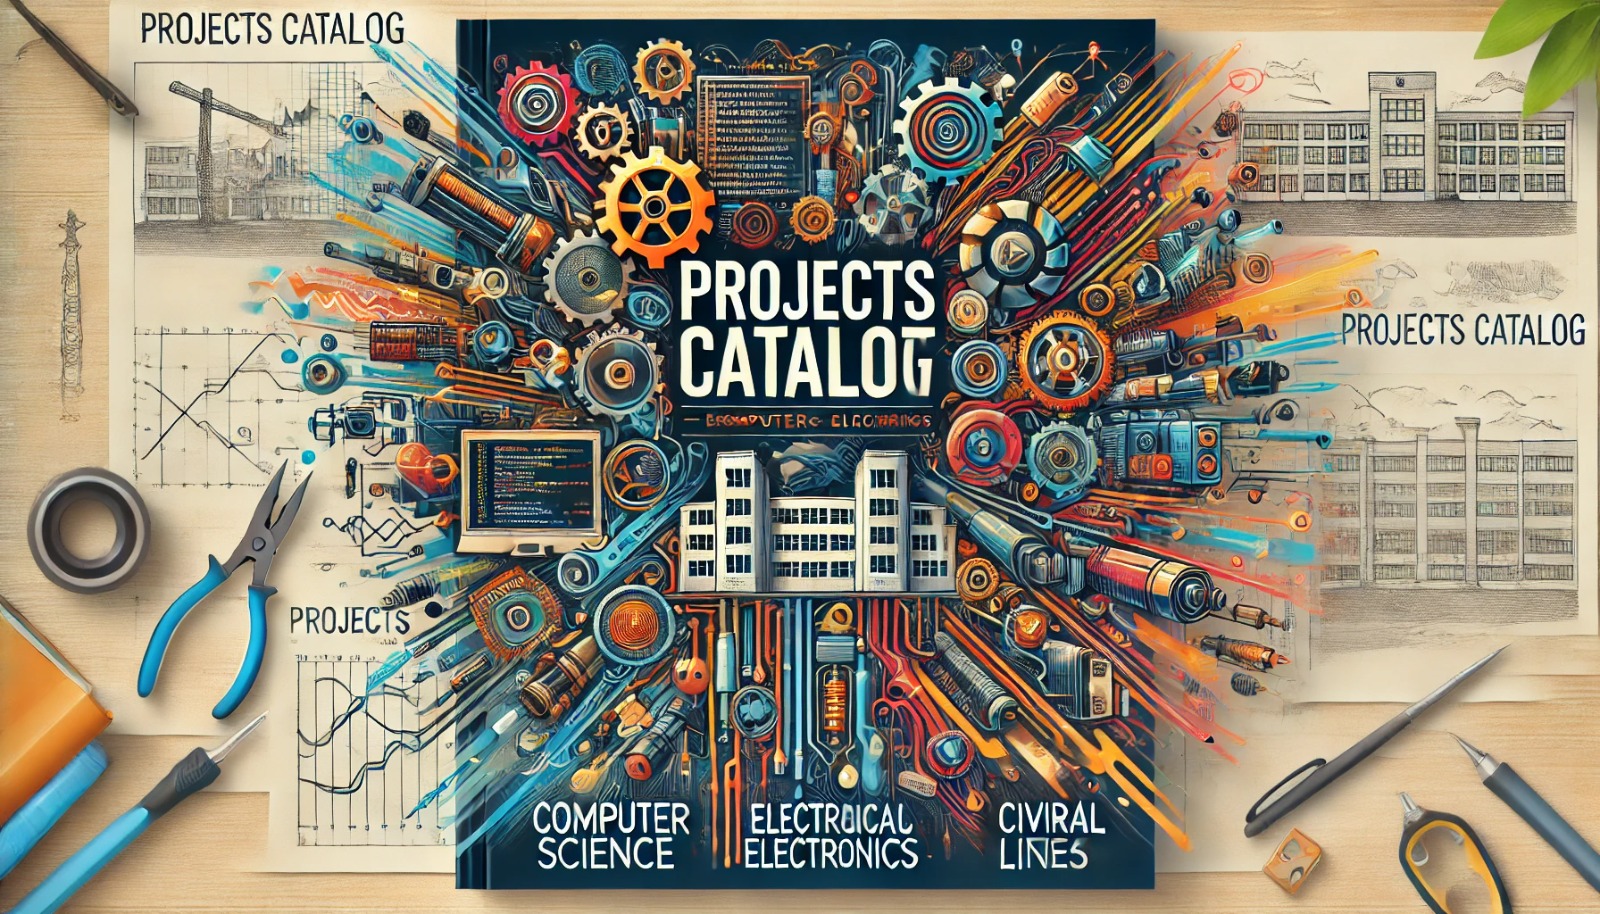 PROJECTS CATALOG
PROJECTS
CATALOG
PROJECTS CATALOG
PROJECTS
COMPUTER
SCIENCE
ELECTROICAL
ELECTRONICS
CIVIRAL
LINES